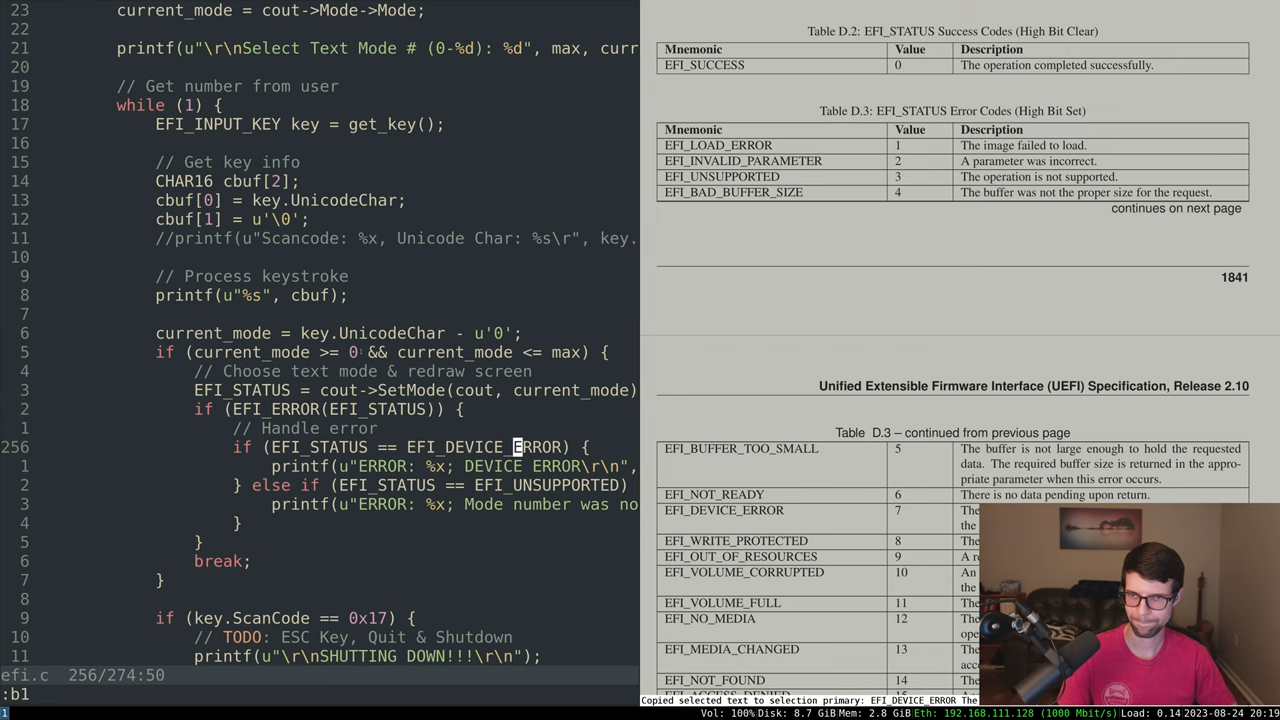 23 current_mode = cout->Mode->Mode;
22
21 printf(u"\r\nSelect Text Mode # (0-%d): %d", max, curr
20
19 // Get number from user
18 while (1) {
17 EFI_INPUT_KEY key = get_key();
16
15 // Get key info
14 CHAR16 cbuf[2];
13 cbuf[0] = key.UnicodeChar;
12 cbuf[1] = u'\0';
11 //printf(u"Scancode: %x, Unicode Char: %s\r", key.
10
9 // Process keystroke
8 printf(u"%s", cbuf);
7
6 current_mode = key.UnicodeChar - u'0';
5 if (current_mode >= 0 && current_mode <= max) {
4 // Choose text mode & redraw screen
3 EFI_STATUS = cout->SetMode(cout, current_mode)
2 if (EFI_ERROR(EFI_STATUS)) {
1 // Handle error
256 if (EFI_STATUS == EFI_DEVICE_ERROR) {
1 printf(u"ERROR: %x; DEVICE ERROR\r\n",
2 } else if (EFI_STATUS == EFI_UNSUPPORTED)
3 printf(u"ERROR: %x; Mode number was no
4 }
5 }
6 break;
7 }
8
9 if (key.ScanCode == 0x17) {
10 // TODO: ESC Key, Quit & Shutdown
11 printf(u"\r\nSHUTTING DOWN!!!\r\n");
efi.c 256/274:50
:b1
Table D.2: EFI_STATUS Success Codes (High Bit Clear)
Mnemonic Value Description
EFI_SUCCESS 0 The operation completed successfully.
Table D.3: EFI_STATUS Error Codes (High Bit Set)
Mnemonic Value Description
EFI_LOAD_ERROR 1 The image failed to load.
EFI_INVALID_PARAMETER 2 A parameter was incorrect.
EFI_UNSUPPORTED 3 The operation is not supported.
EFI_BAD_BUFFER_SIZE 4 The buffer was not the proper size for the request.
continues on next page
1841
Unified Extensible Firmware Interface (UEFI) Specification, Release 2.10
Table D.3 – continued from previous page
EFI_BUFFER_TOO_SMALL 5 The buffer is not large enough to hold the requested
data. The required buffer size is returned in the appro-
priate parameter when this error occurs.
EFI_NOT_READY 6 There is no data pending upon return.
EFI_DEVICE_ERROR 7 The
the
EFI_WRITE_PROTECTED 8 The
EFI_OUT_OF_RESOURCES 9 A r
EFI_VOLUME_CORRUPTED 10 An
the
EFI_VOLUME_FULL 11 The
EFI_NO_MEDIA 12 The
ope
EFI_MEDIA_CHANGED 13 The
acce
EFI_NOT_FOUND 14 The
EFI_ACCESS_DENIED 15
Copied selected text to selection primary: EFI_DEVICE_ERROR The
1 Vol: 100% Disk: 8.7 GiB Mem: 2.8 GiB Eth: 192.168.111.128 (1000 Mbit/s) Load: 0.14 2023-08-24 20:19